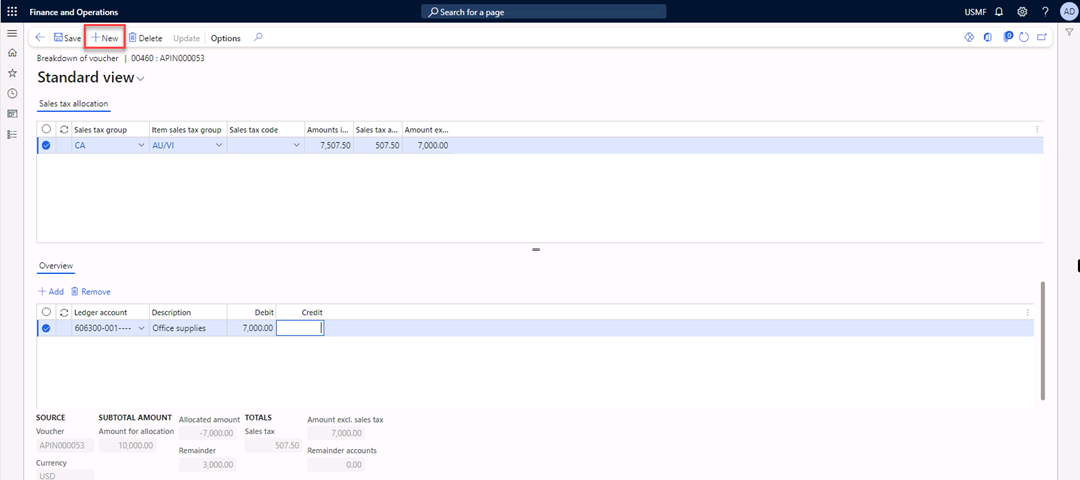 Finance and Operations
Search for a page
USMF
?
AD
Save
New
Delete
Update
Options
0
Breakdown of voucher | 00460 : APIN000053
Standard view
Sales tax allocation
Sales tax group Item sales tax group Sales tax code Amounts i... Sales tax a... Amount ex...
CA AU/VI 7,507.50 507.50 7,000.00
Overview
+ Add Remove
Ledger account Description Debit Credit
606300-001---- Office supplies 7,000.00
SOURCE SUBTOTAL AMOUNT Allocated amount TOTALS Amount excl. sales tax
Voucher Amount for allocation -7,000.00 Sales tax 7,000.00
APIN000053 10,000.00 Remainder 507.50 Remainder accounts
Currency 3,000.00 0.00
USD